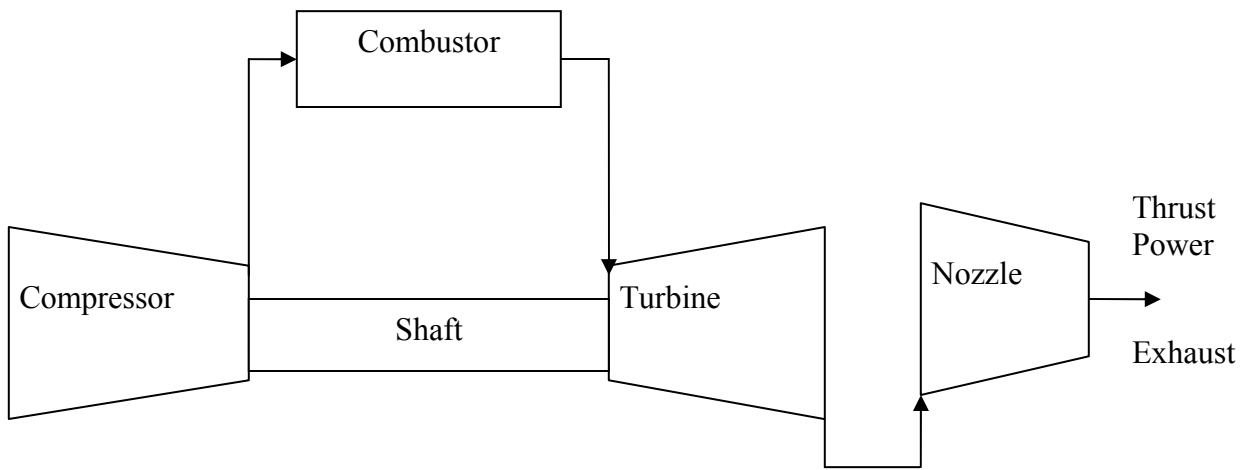 Combustor
Compressor
Shaft
Turbine
Nozzle
Thrust
Power
Exhaust